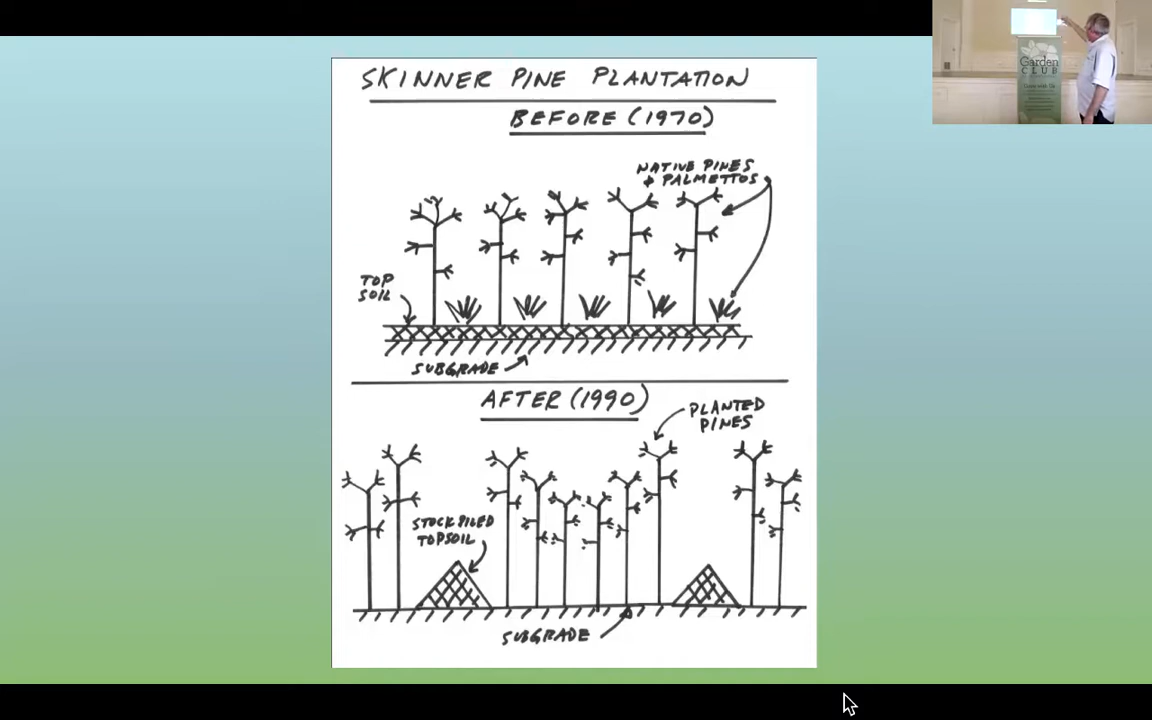 SKINNER PINE PLANTATION
BEFORE (1970)
NATIVE PINES
& PALMETTOS
TOP
SOIL
SUBGRADE
AFTER (1990)
PLANTED
PINES
STOCKPILED
TOPSOIL
SUBGRADE
Garden
CLUB